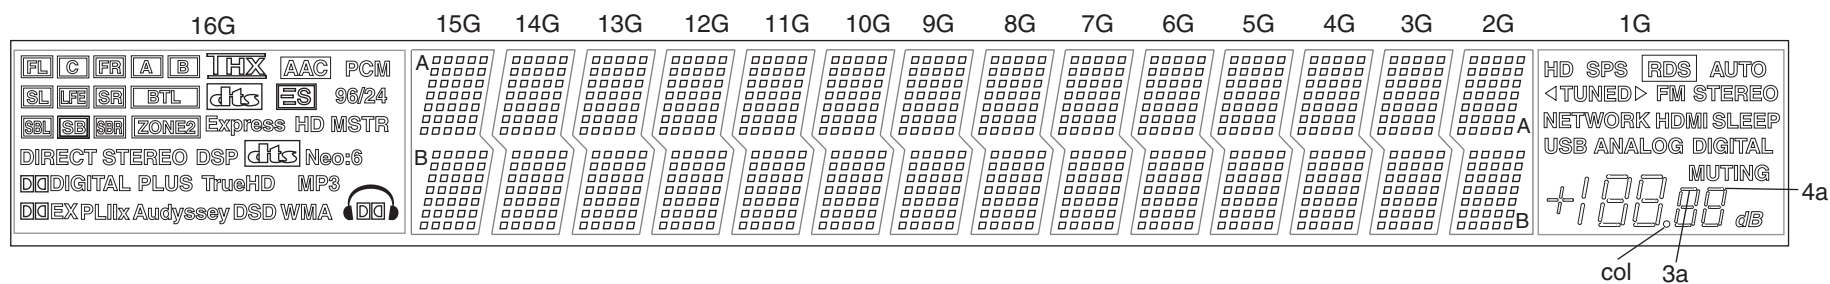 16G 15G 14G 13G 12G 11G 10G 9G 8G 7G 6G 5G 4G 3G 2G 1G
FL C FR A B THX AAC PCM
SL LFE SR BTL dts ES 96/24
SBL SB SBR ZONE2 Express HD MSTR
DIRECT STEREO DSP dts Neo:6
DIGITAL PLUS TrueHD MP3
EX PLIIx Audyssey DSD WMA
A
B
A
B
HD SPS RDS AUTO
◁TUNED▷ FM STEREO
NETWORK HDMI SLEEP
USB ANALOG DIGITAL
MUTING
+188.88 dB
4a
col 3a